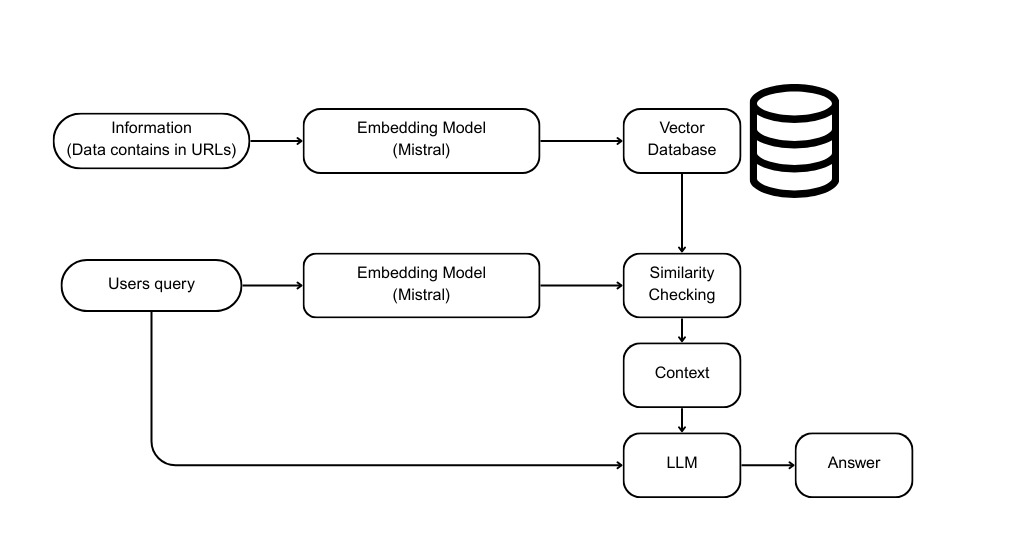 Information
(Data contains in URLs)
Embedding Model
(Mistral)
Vector
Database
Users query
Embedding Model
(Mistral)
Similarity
Checking
Context
LLM
Answer